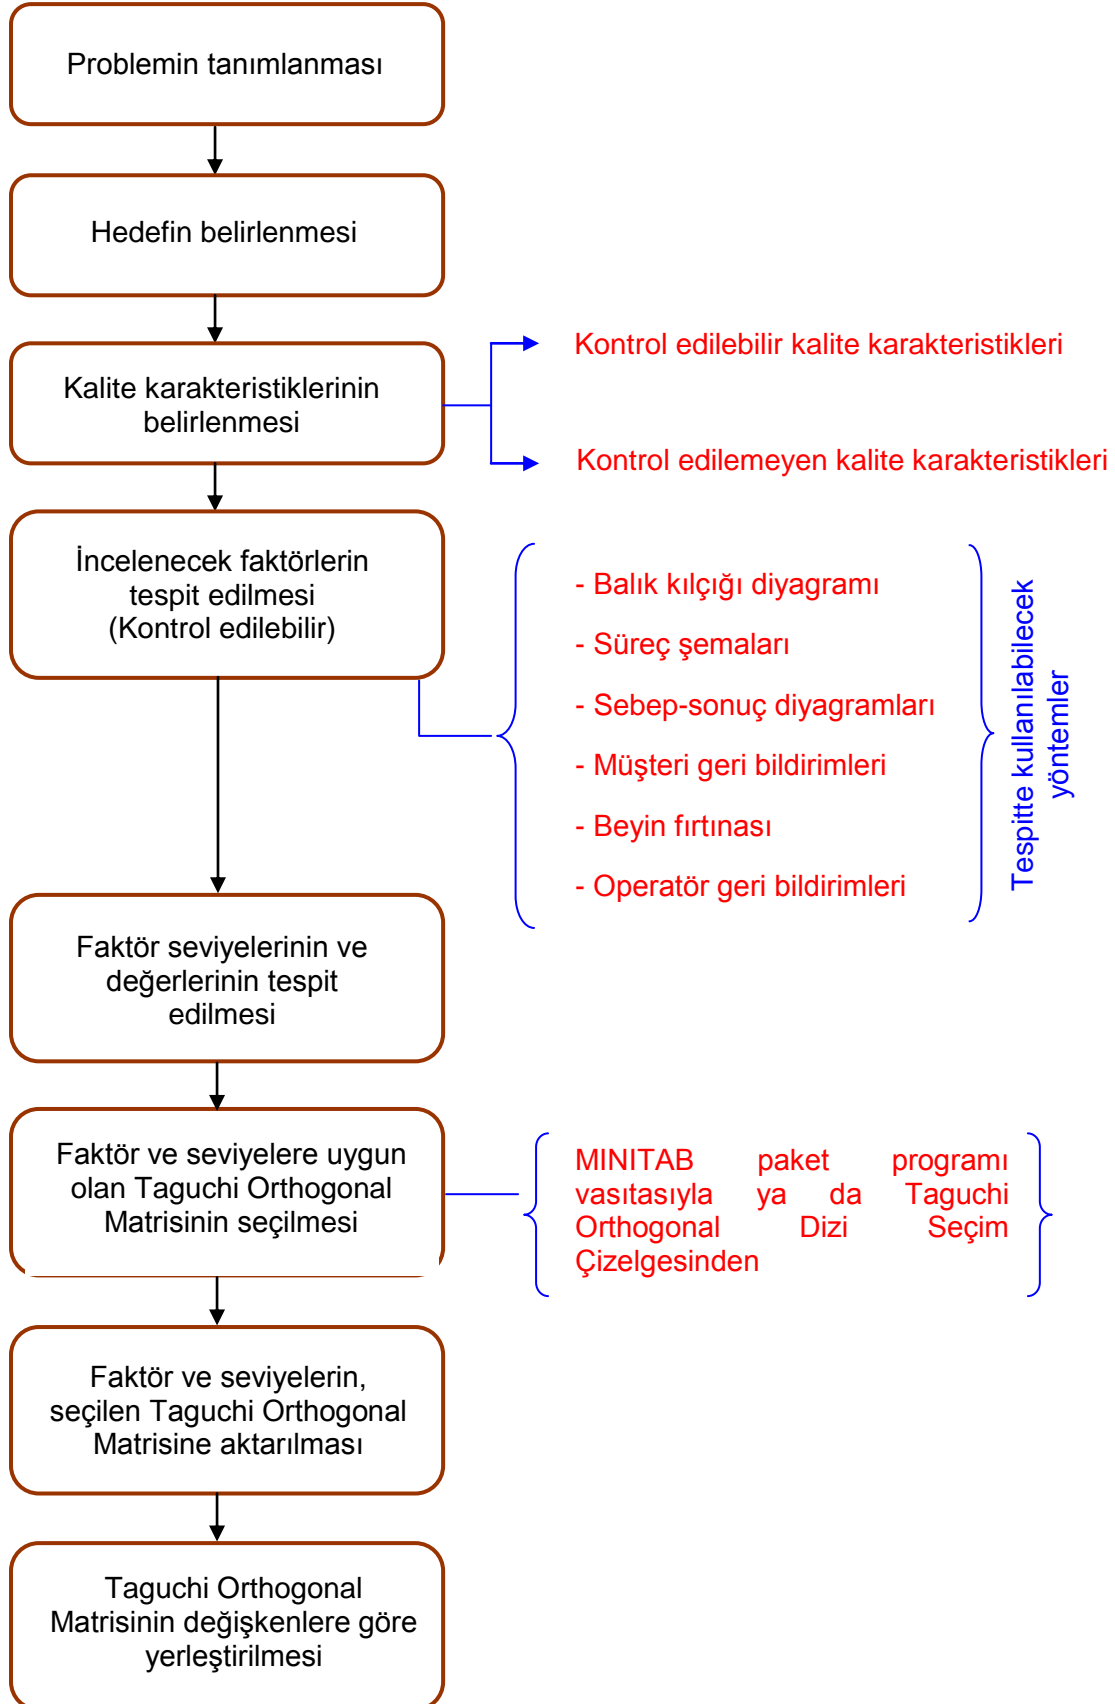 Problemin tanımlanması
Hedefin belirlenmesi
Kalite karakteristiklerinin
belirlenmesi
Kontrol edilebilir kalite karakteristikleri
Kontrol edilemeyen kalite karakteristikleri
İncelenecek faktörlerin
tespit edilmesi
(Kontrol edilebilir)
- Balık kılçığı diyagramı
- Süreç şemaları
- Sebep-sonuç diyagramları
- Müşteri geri bildirimleri
- Beyin fırtınası
- Operatör geri bildirimleri
Tespitte kullanılabilecek
yöntemler
Faktör seviyelerinin ve
değerlerinin tespit
edilmesi
Faktör ve seviyelere uygun
olan Taguchi Orthogonal
Matrisinin seçilmesi
MINITAB paket programı
vasıtasıyla ya da Taguchi
Orthogonal Dizi Seçim
Çizelgesinden
Faktör ve seviyelerin,
seçilen Taguchi Orthogonal
Matrisine aktarılması
Taguchi Orthogonal
Matrisinin değişkenlere göre
yerleştirilmesi